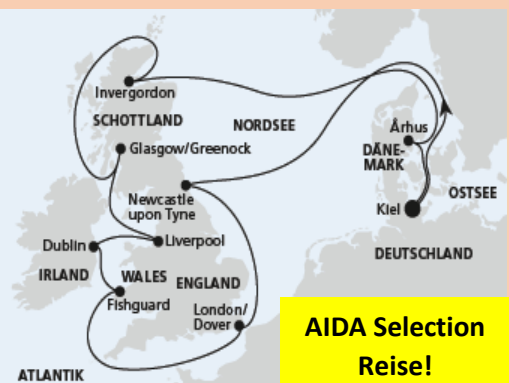 Invergordon
SCHOTTLAND
NORDSEE
Glasgow/Greenock
Århus
DÄNE-
MARK
OSTSEE
Newcastle
upon Tyne
Kiel
Dublin
Liverpool
DEUTSCHLAND
IRLAND
WALES
ENGLAND
Fishguard
London/
Dover
AIDA Selection
Reise!
ATLANTIK